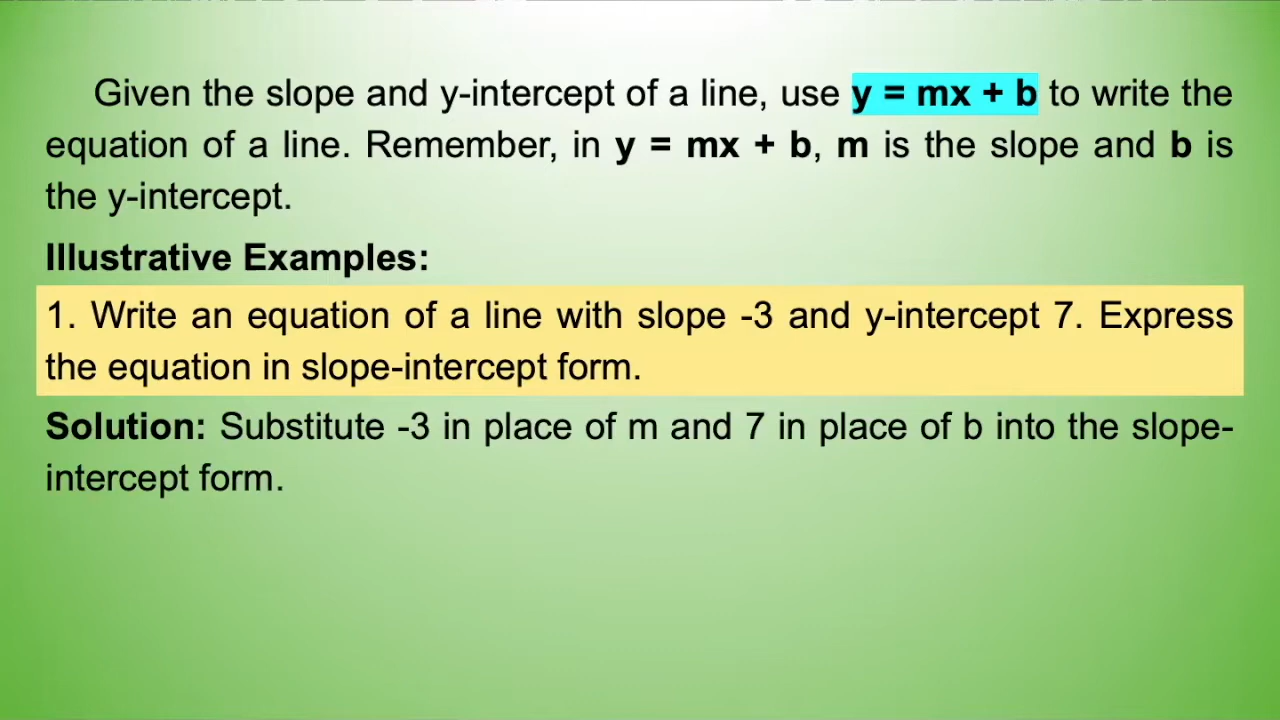 Given the slope and y-intercept of a line, use y = mx + b to write the
equation of a line. Remember, in y = mx + b, m is the slope and b is
the y-intercept.
Illustrative Examples:
1. Write an equation of a line with slope -3 and y-intercept 7. Express
the equation in slope-intercept form.
Solution: Substitute -3 in place of m and 7 in place of b into the slope-
intercept form.